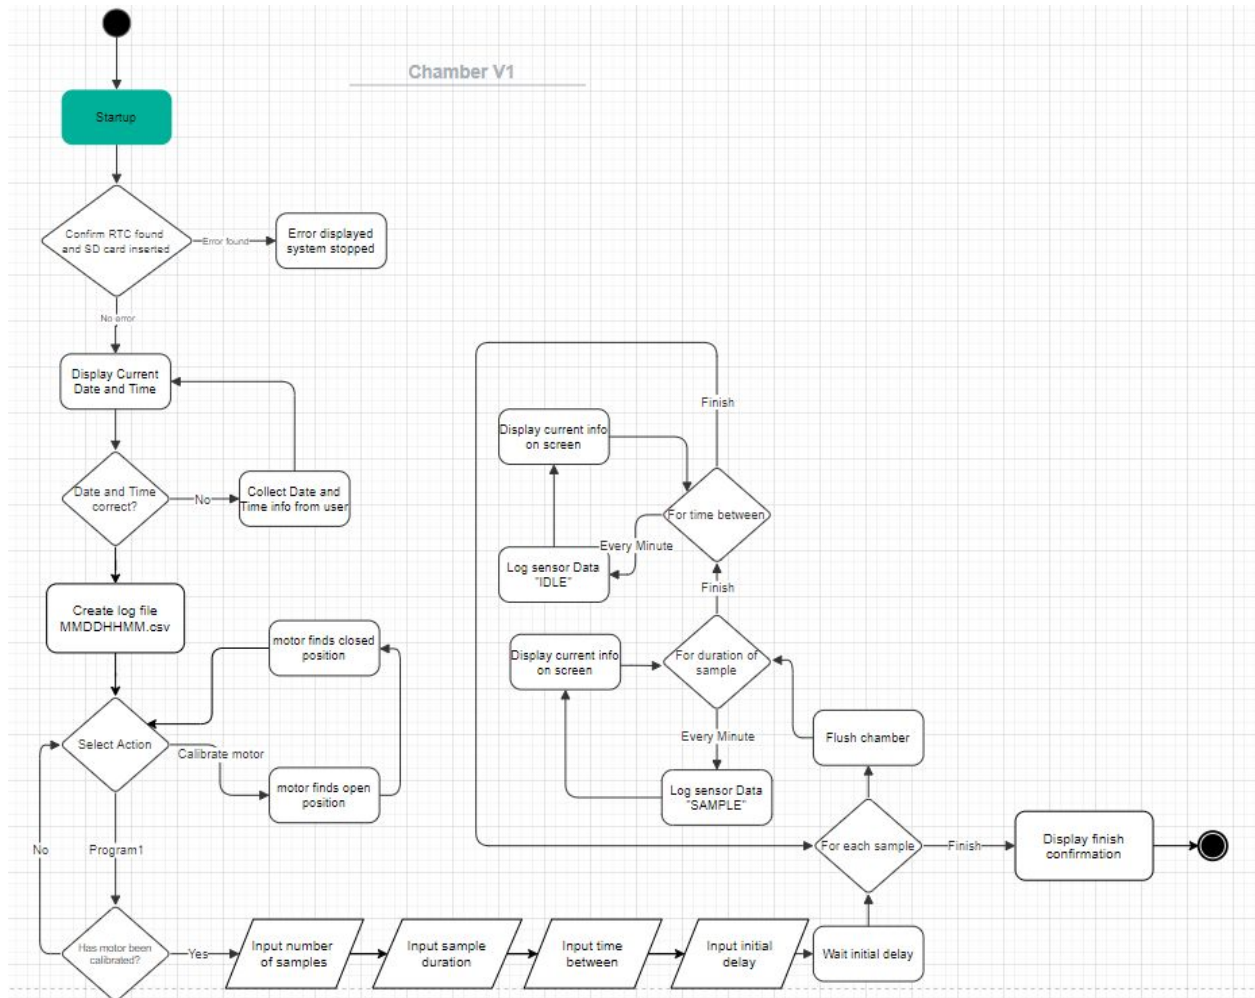 Chamber V1
Startup
Confirm RTC found
and SD card inserted
Error found
Error displayed
system stopped
No error
Display Current
Date and Time
Date and Time
correct?
No
Collect Date and
Time info from user
Create log file
MMDDHHMM.csv
Select Action
Calibrate motor
motor finds open
position
motor finds closed
position
Program1
No
Has motor been
calibrated?
Yes
Input number
of samples
Input sample
duration
Input time
between
Input initial
delay
Wait initial delay
For each sample
Flush chamber
For duration of
sample
Every Minute
Log sensor Data
"SAMPLE"
Display current info
on screen
Finish
For time between
Every Minute
Log sensor Data
"IDLE"
Display current info
on screen
Finish
Finish
Display finish
confirmation